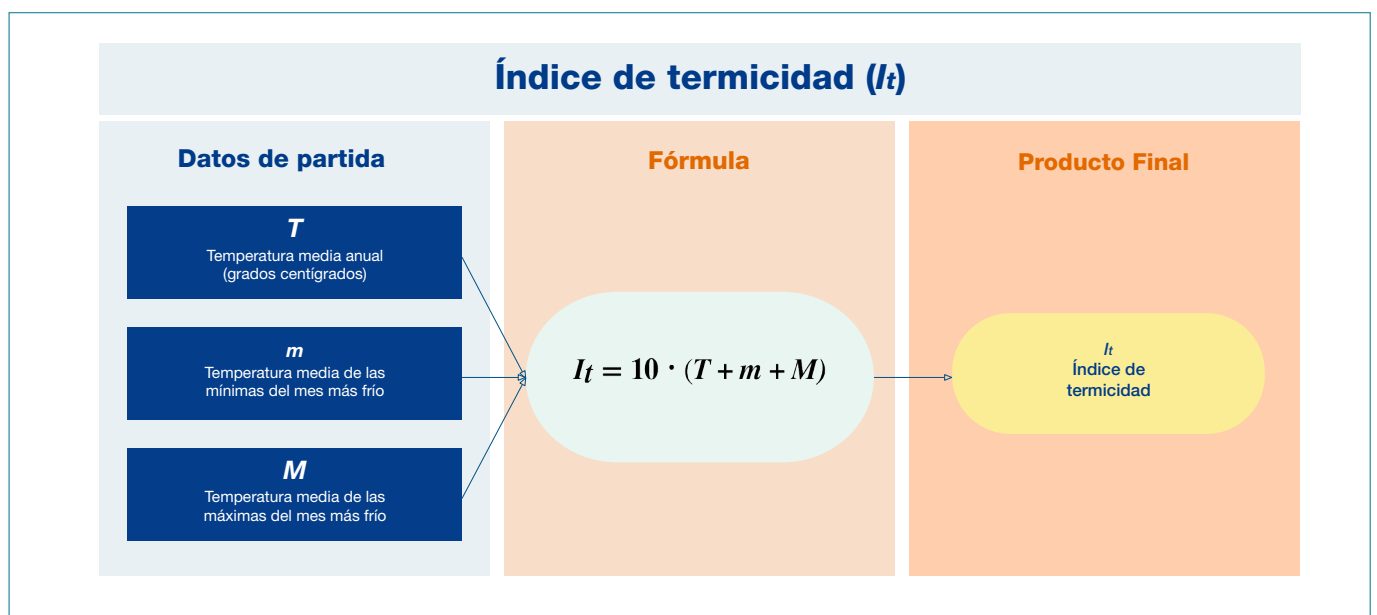 Índice de termicidad (It)
Datos de partida
T
Temperatura media anual
(grados centígrados)
m
Temperatura media de las
mínimas del mes más frío
M
Temperatura media de las
máximas del mes más frío
Fórmula
It = 10 · (T + m + M)
Producto Final
It
Índice de
termicidad